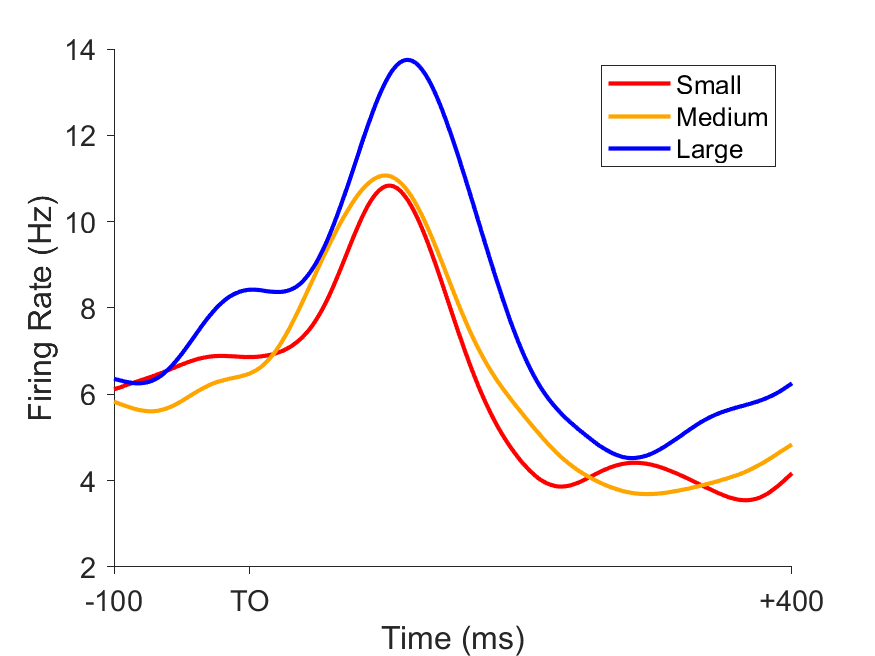 14
12
10
8
6
4
2
Firing Rate (Hz)
Small
Medium
Large
-100 TO +400
Time (ms)